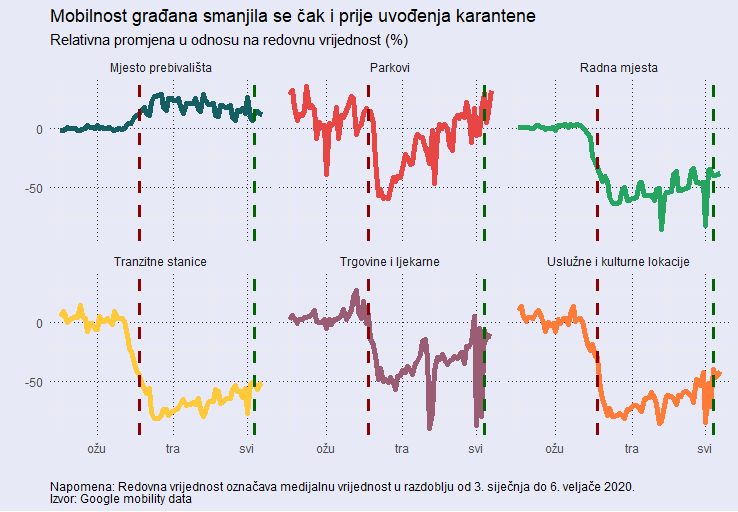 Mobilnost građana smanjila se čak i prije uvođenja karantene
Relativna promjena u odnosu na redovnu vrijednost (%)
Mjesto prebivališta Parkovi Radna mjesta
0
−50
Tranzitne stanice Trgovine i ljekarne Uslužne i kulturne lokacije
0
−50
ožu tra svi ožu tra svi ožu tra svi
Napomena: Redovna vrijednost označava medijalnu vrijednost u razdoblju od 3. siječnja do 6. veljače 2020.
Izvor: Google mobility data